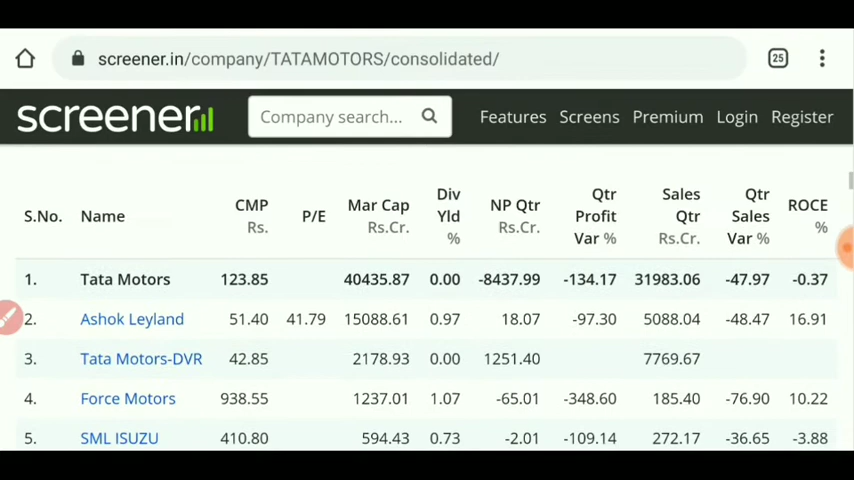 screener.in/company/TATAMOTORS/consolidated/ 25
screener Company search... Features Screens Premium Login Register
S.No. Name CMP Rs. P/E Mar Cap Rs.Cr. Div Yld % NP Qtr Rs.Cr. Qtr Profit Var % Sales Qtr Rs.Cr. Qtr Sales Var % ROCE %
1. Tata Motors 123.85 40435.87 0.00 -8437.99 -134.17 31983.06 -47.97 -0.37
2. Ashok Leyland 51.40 41.79 15088.61 0.97 18.07 -97.30 5088.04 -48.47 16.91
3. Tata Motors-DVR 42.85 2178.93 0.00 1251.40 7769.67
4. Force Motors 938.55 1237.01 1.07 -65.01 -348.60 185.40 -76.90 10.22
5. SML ISUZU 410.80 594.43 0.73 -2.01 -109.14 272.17 -36.65 -3.88